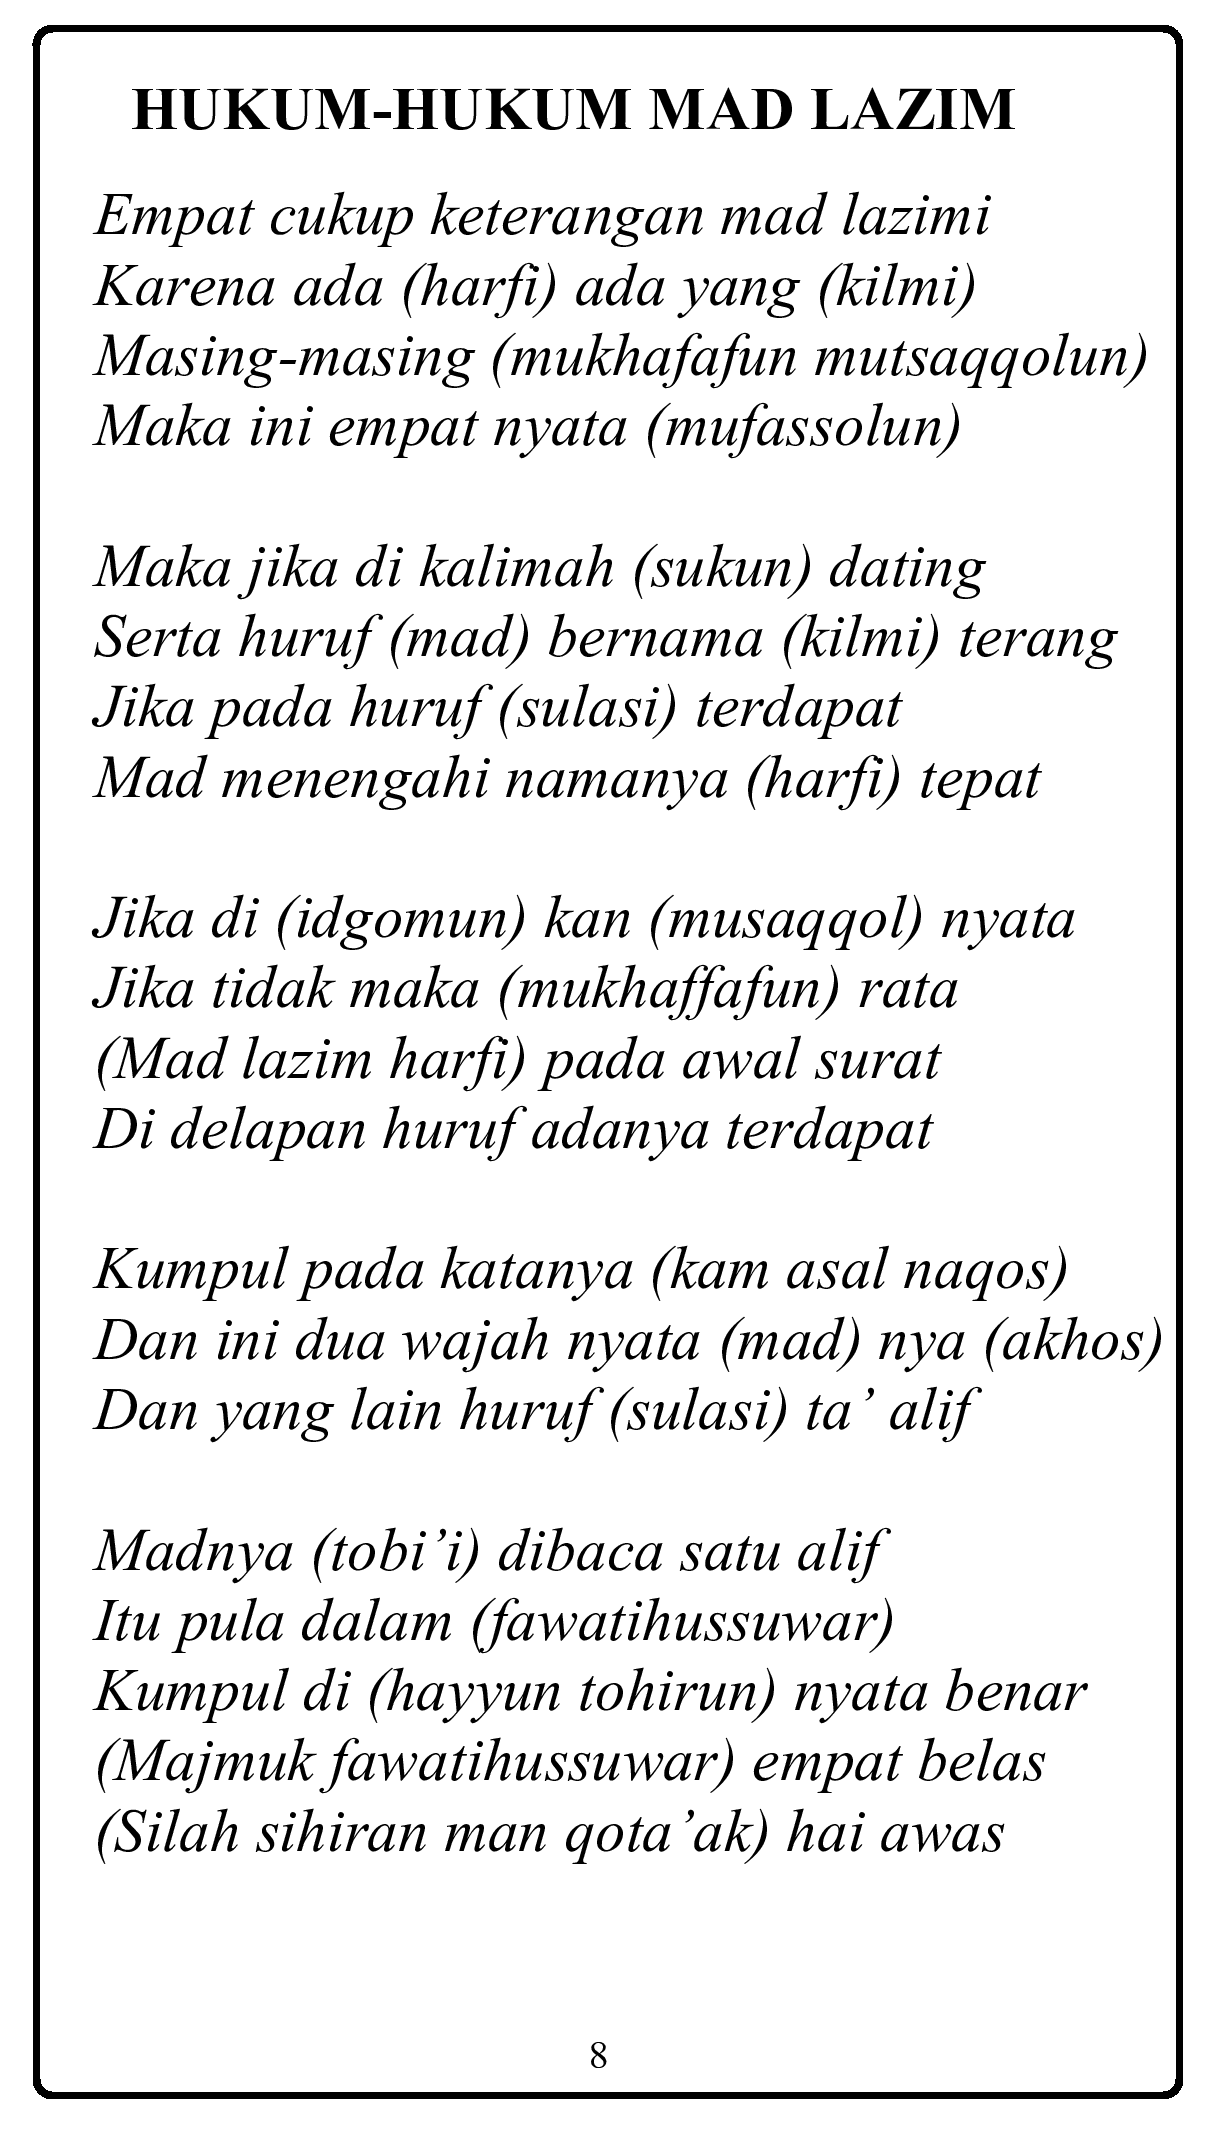 HUKUM-HUKUM MAD LAZIM
Empat cukup keterangan mad lazimi
Karena ada (harfi) ada yang (kilmi)
Masing-masing (mukhafafun mutsaqqolun)
Maka ini empat nyata (mufassolun)
Maka jika di kalimah (sukun) dating
Serta huruf (mad) bernama (kilmi) terang
Jika pada huruf (sulasi) terdapat
Mad menengahi namanya (harfi) tepat
Jika di (idgomun) kan (musaqqol) nyata
Jika tidak maka (mukhaffafun) rata
(Mad lazim harfi) pada awal surat
Di delapan huruf adanya terdapat
Kumpul pada katanya (kam asal naqos)
Dan ini dua wajah nyata (mad) nya (akhos)
Dan yang lain huruf (sulasi) ta’ alif
Madnya (tobi’i) dibaca satu alif
Itu pula dalam (fawatihussuwar)
Kumpul di (hayyun tohirun) nyata benar
(Majmuk fawatihussuwar) empat belas
(Silah sihiran man qota’ak) hai awas
8